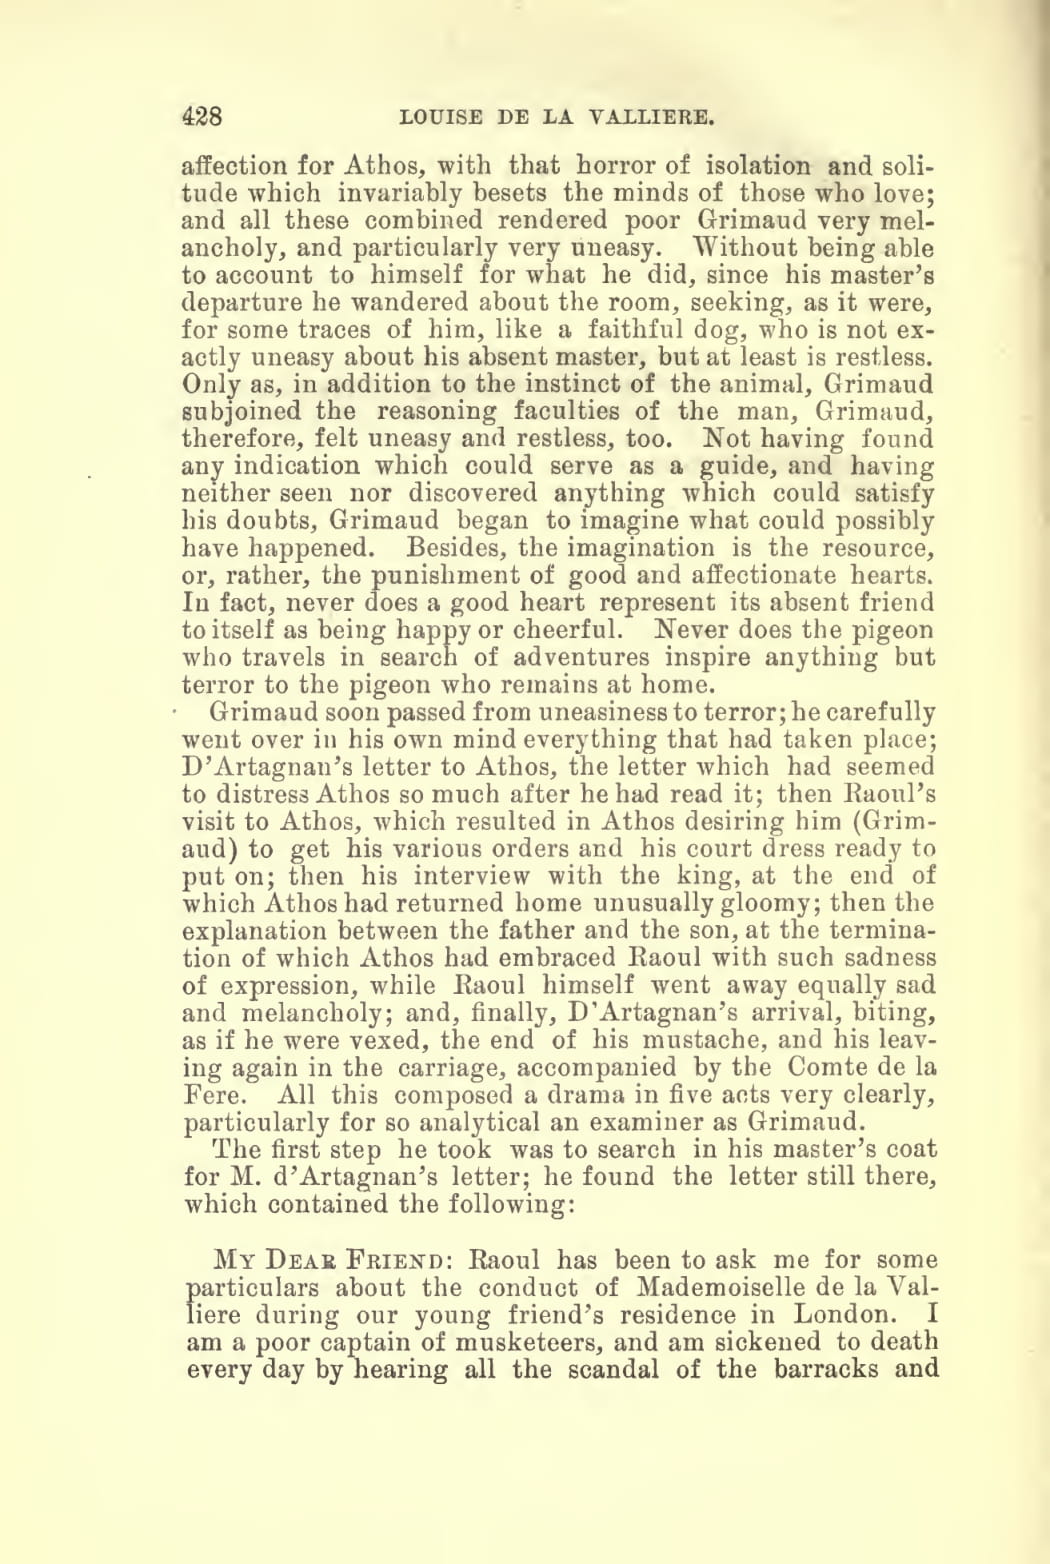 428 LOUISE DE LA VALLIERE.
affection for Athos, with that horror of isolation and soli-
tude which invariably besets the minds of those who love;
and all these combined rendered poor Grimaud very mel-
ancholy, and particularly very uneasy. Without being able
to account to himself for what he did, since his master's
departure he wandered about the room, seeking, as it were,
for some traces of him, like a faithful dog, who is not ex-
actly uneasy about his absent master, but at least is restless.
Only as, in addition to the instinct of the animal, Grimaud
subjoined the reasoning faculties of the man, Grimaud,
therefore, felt uneasy and restless, too. Not having found
any indication which could serve as a guide, and having
neither seen nor discovered anything which could satisfy
his doubts, Grimaud began to imagine what could possibly
have happened. Besides, the imagination is the resource,
or, rather, the punishment of good and affectionate hearts.
In fact, never does a good heart represent its absent friend
to itself as being happy or cheerful. Never does the pigeon
who travels in search of adventures inspire anything but
terror to the pigeon who remains at home.
Grimaud soon passed from uneasiness to terror; he carefully
went over in his own mind everything that had taken place;
D'Artagnan's letter to Athos, the letter which had seemed
to distress Athos so much after he had read it; then Raoul's
visit to Athos, which resulted in Athos desiring him (Grim-
aud) to get his various orders and his court dress ready to
put on; then his interview with the king, at the end of
which Athos had returned home unusually gloomy; then the
explanation between the father and the son, at the termina-
tion of which Athos had embraced Raoul with such sadness
of expression, while Raoul himself went away equally sad
and melancholy; and, finally, D'Artagnan's arrival, biting,
as if he were vexed, the end of his mustache, and his leav-
ing again in the carriage, accompanied by the Comte de la
Fere. All this composed a drama in five acts very clearly,
particularly for so analytical an examiner as Grimaud.
The first step he took was to search in his master's coat
for M. d'Artagnan's letter; he found the letter still there,
which contained the following:
MY DEAR FRIEND: Raoul has been to ask me for some
particulars about the conduct of Mademoiselle de la Val-
liere during our young friend's residence in London. I
am a poor captain of musketeers, and am sickened to death
every day by hearing all the scandal of the barracks and